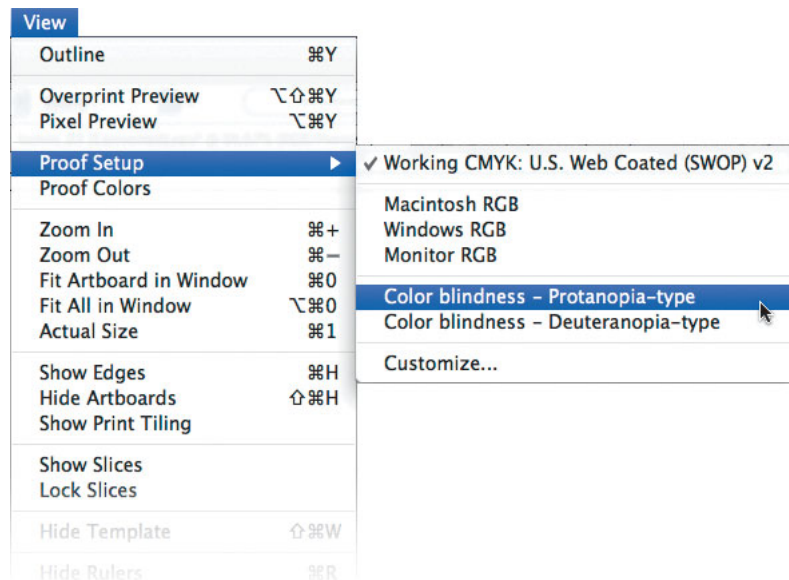 View
Outline ⌘Y
Overprint Preview ⌥⇧⌘Y
Pixel Preview ⌥⌘Y
Proof Setup ▶
Proof Colors
Zoom In ⌘+
Zoom Out ⌘−
Fit Artboard in Window ⌘0
Fit All in Window ⌥⌘0
Actual Size ⌘1
Show Edges ⌘H
Hide Artboards ⇧⌘H
Show Print Tiling
Show Slices
Lock Slices
Hide Template ⇧⌘W
Hide Rulers ⌘R
✓ Working CMYK: U.S. Web Coated (SWOP) v2
Macintosh RGB
Windows RGB
Monitor RGB
Color blindness – Protanopia-type
Color blindness – Deuteranopia-type
Customize...